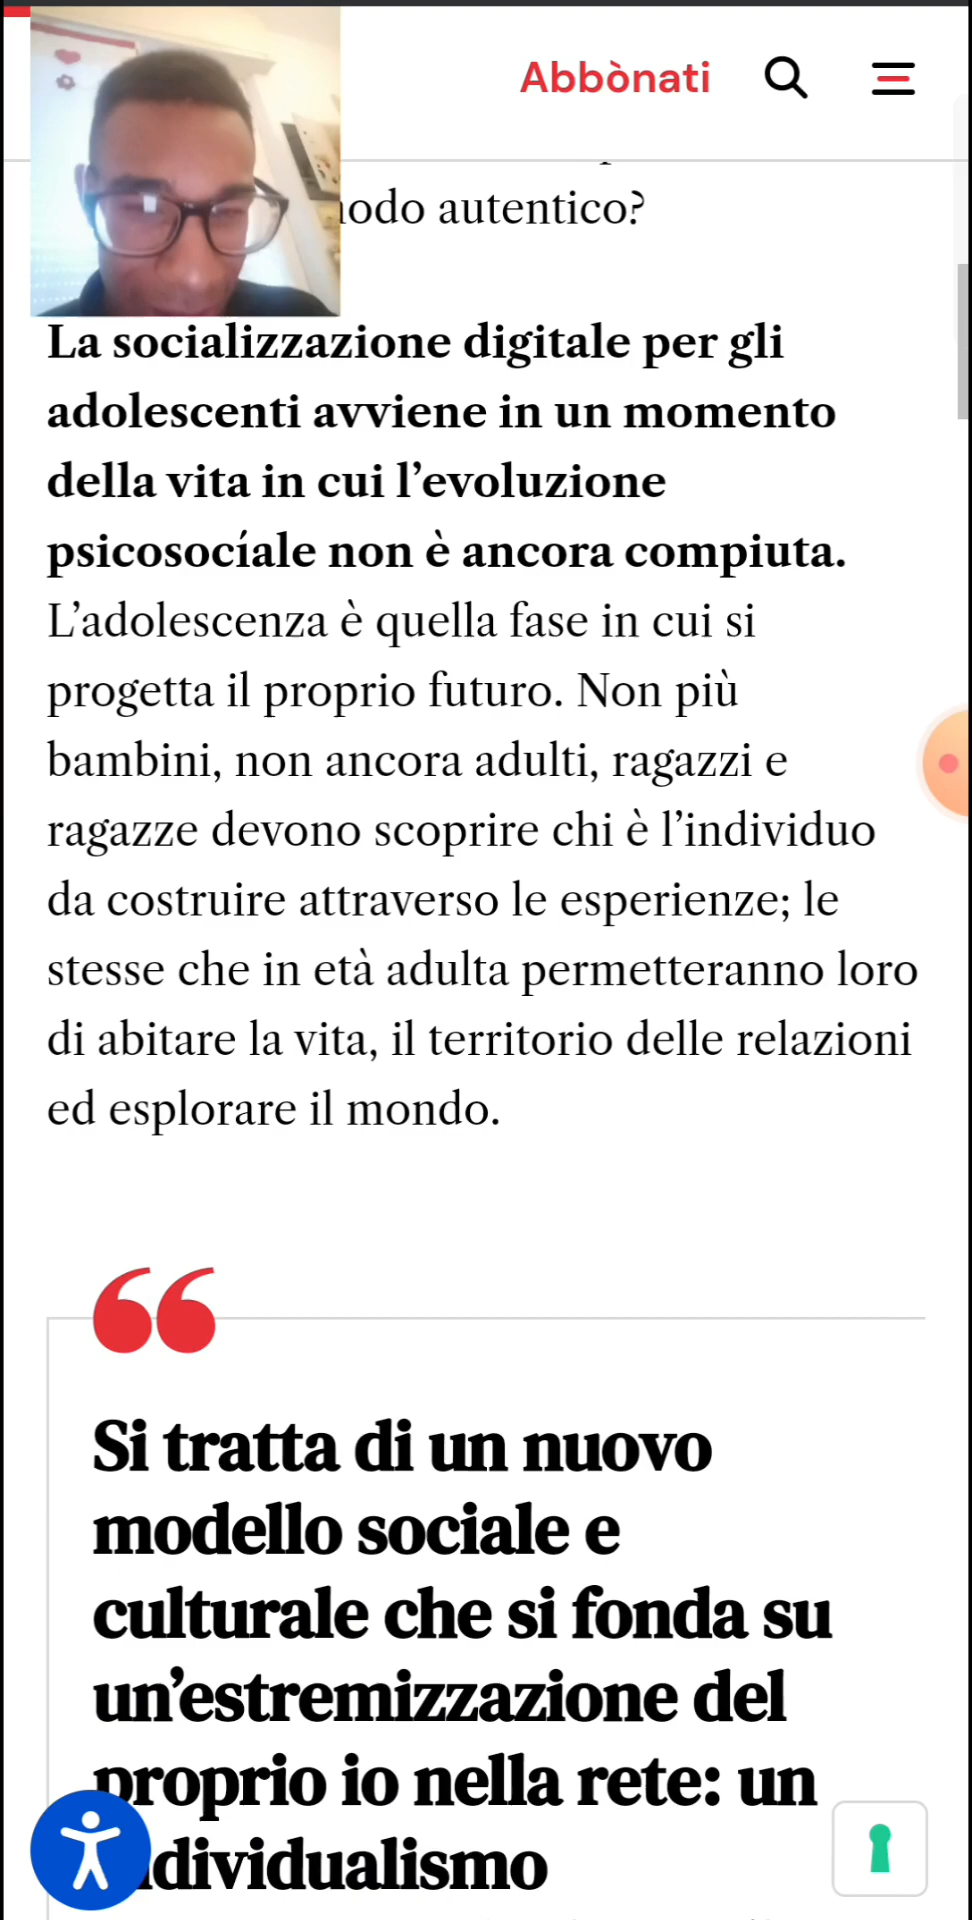 Abbònati
modo autentico?
La socializzazione digitale per gli
adolescenti avviene in un momento
della vita in cui l’evoluzione
psicosocíale non è ancora compiuta.
L’adolescenza è quella fase in cui si
progetta il proprio futuro. Non più
bambini, non ancora adulti, ragazzi e
ragazze devono scoprire chi è l’individuo
da costruire attraverso le esperienze; le
stesse che in età adulta permetteranno loro
di abitare la vita, il territorio delle relazioni
ed esplorare il mondo.
“
Si tratta di un nuovo
modello sociale e
culturale che si fonda su
un’estremizzazione del
proprio io nella rete: un
individualismo